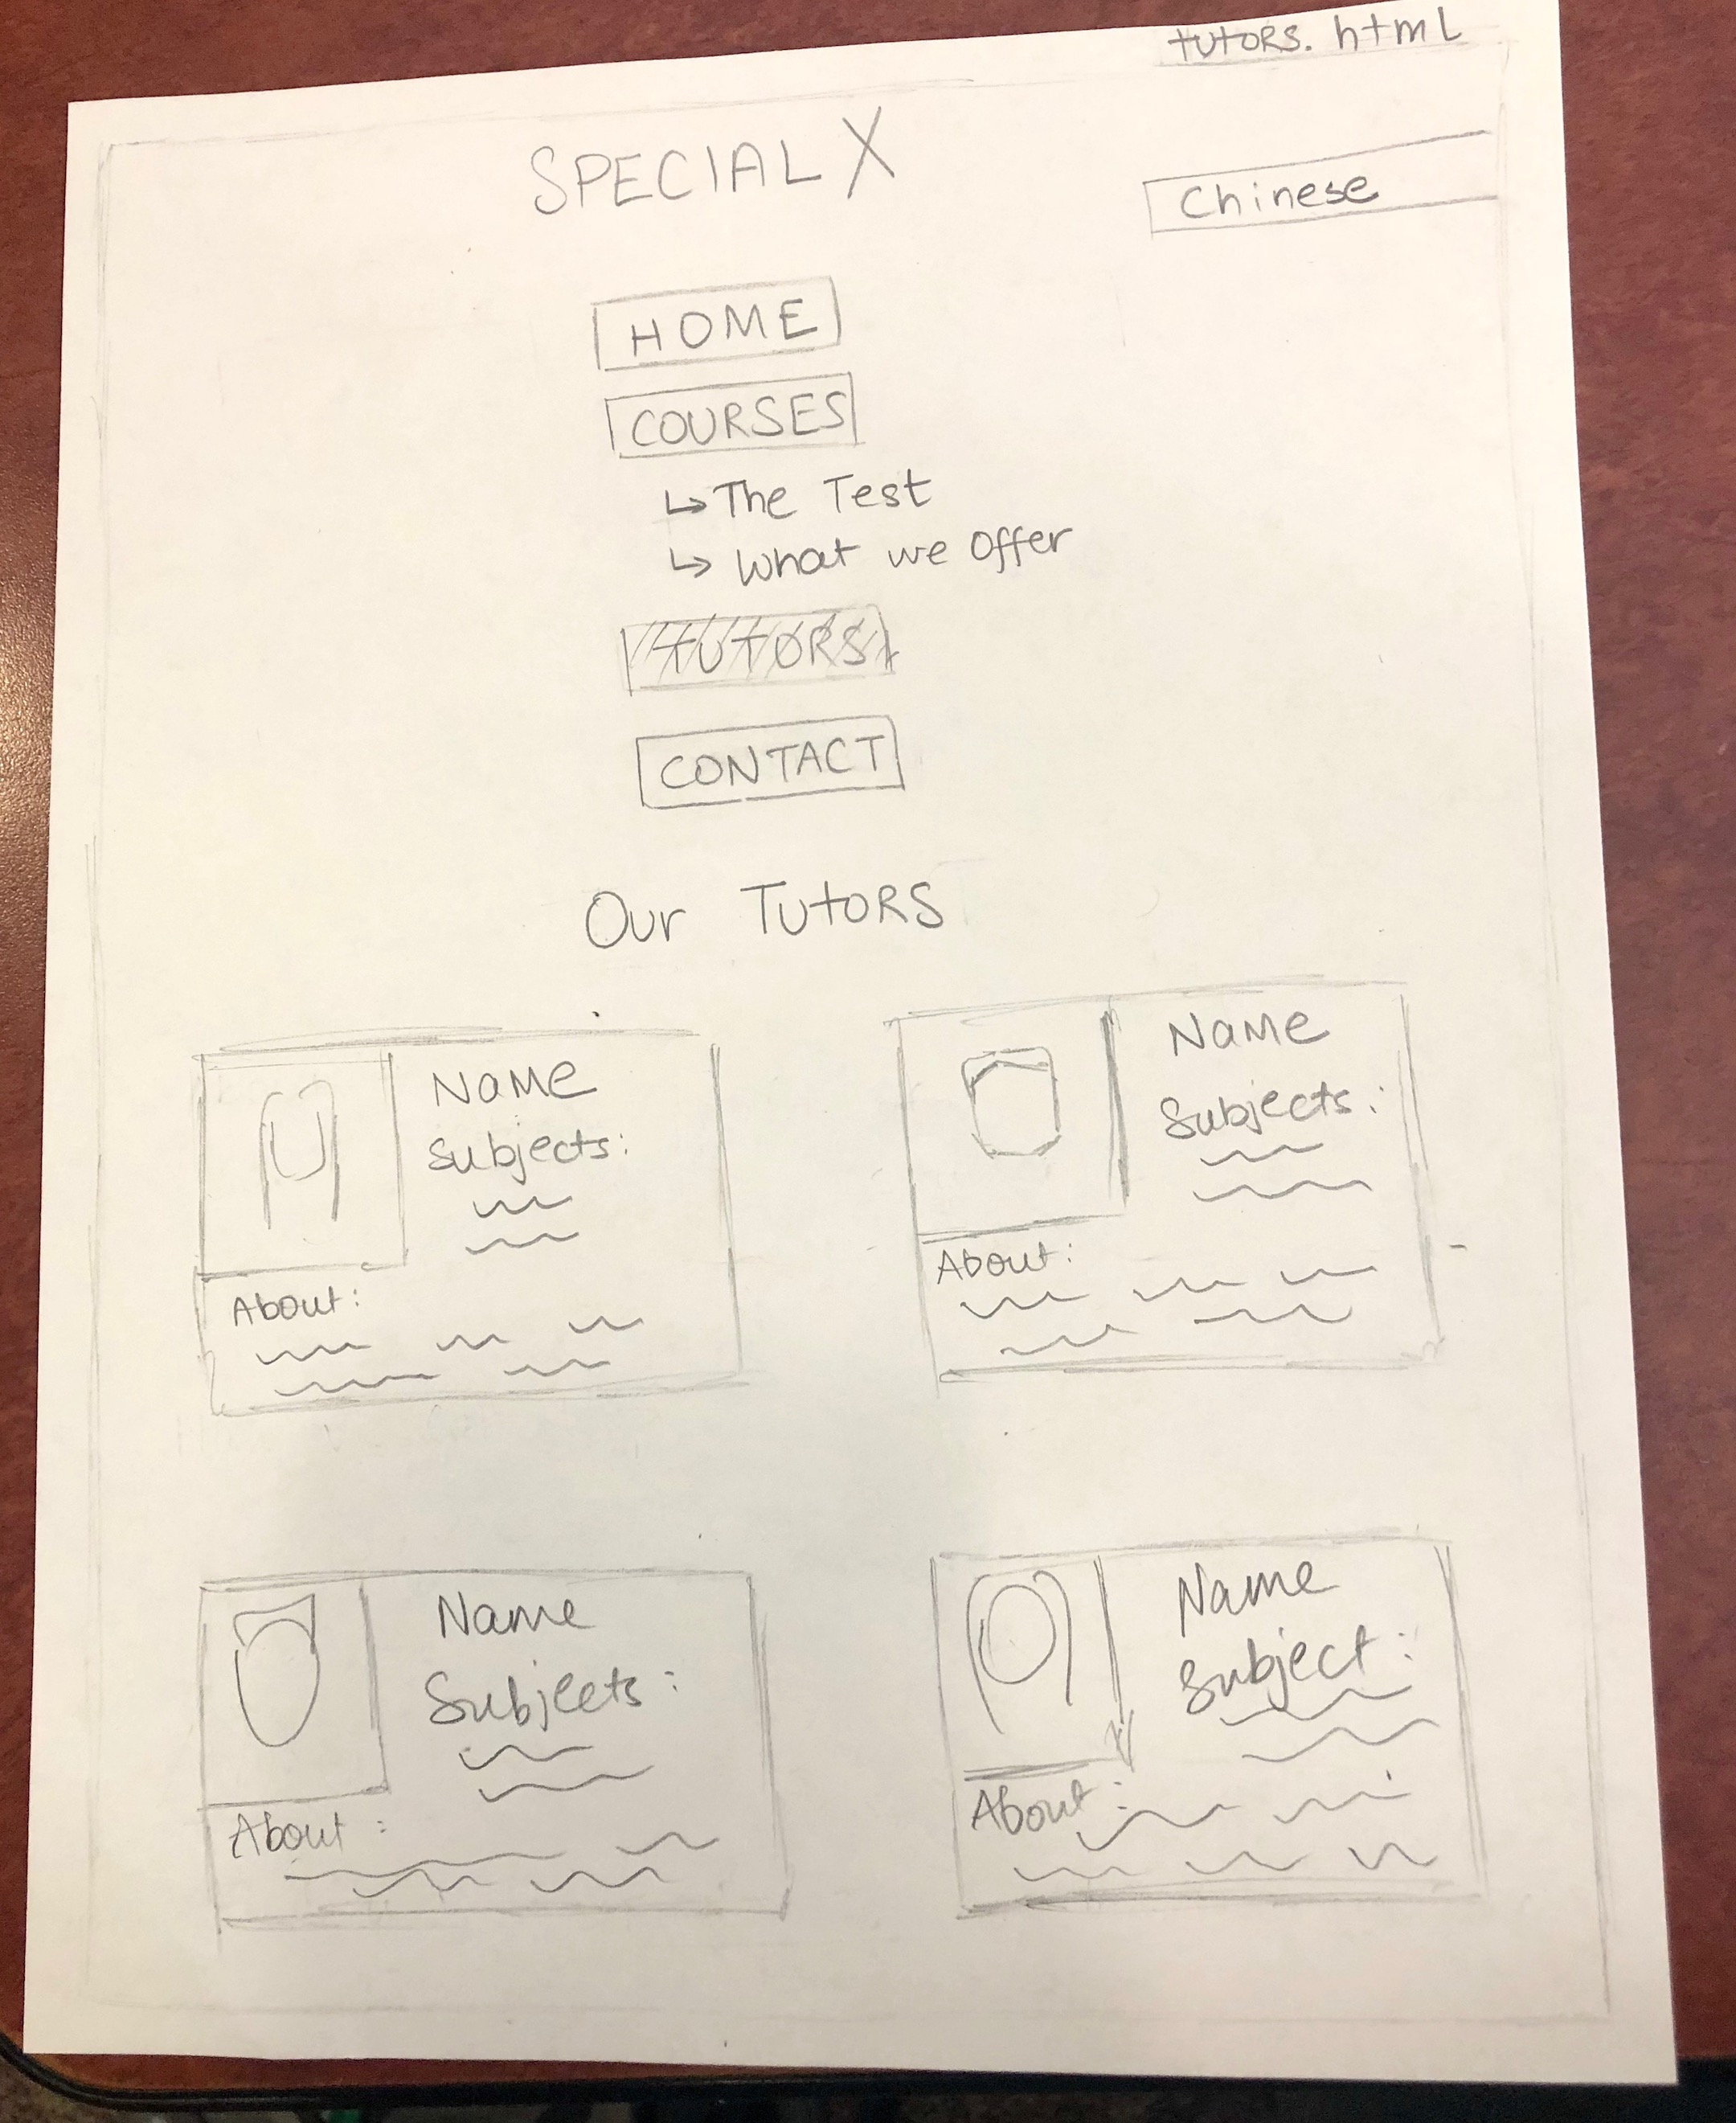 tutors.html
SPECIAL X
Chinese
HOME
COURSES
↳ The Test
↳ What we offer
TUTORS
CONTACT
Our TUTORS
Name
Subjects:
About:
Name
Subjects:
About:
Name
Subjects:
About:
Name
Subject:
About: